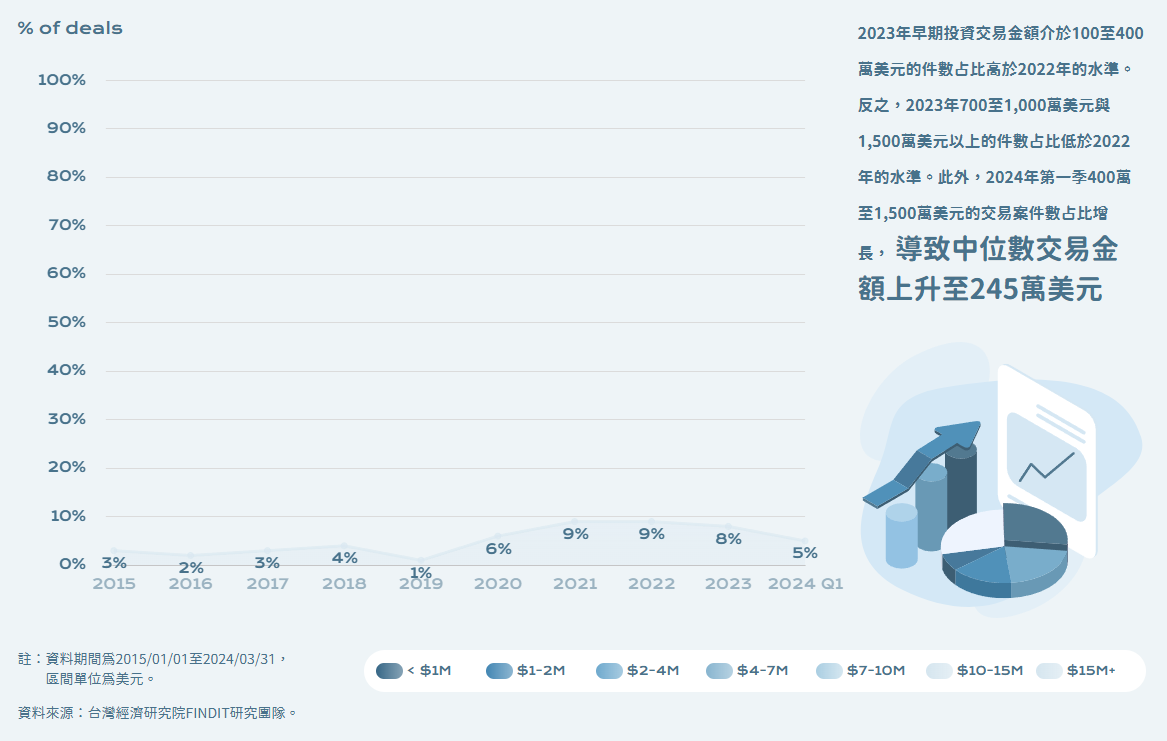 % of deals
100%
90%
80%
70%
60%
50%
40%
30%
20%
10%
0%
3%
2%
3%
4%
1%
6%
9%
9%
8%
5%
2015
2016
2017
2018
2019
2020
2021
2022
2023
2024 Q1
2023年早期投資交易金額介於100至400
萬美元的件數占比高於2022年的水準。
反之,2023年700至1,000萬美元與
1,500萬美元以上的件數占比低於2022
年的水準。此外,2024年第一季400萬
至1,500萬美元的交易案件數占比增
長,導致中位數交易金
額上升至245萬美元
註:資料期間為2015/01/01至2024/03/31,
區間單位為美元。
資料來源:台灣經濟研究院FINDIT研究團隊。
< $1M
$1-2M
$2-4M
$4-7M
$7-10M
$10-15M
$15M+